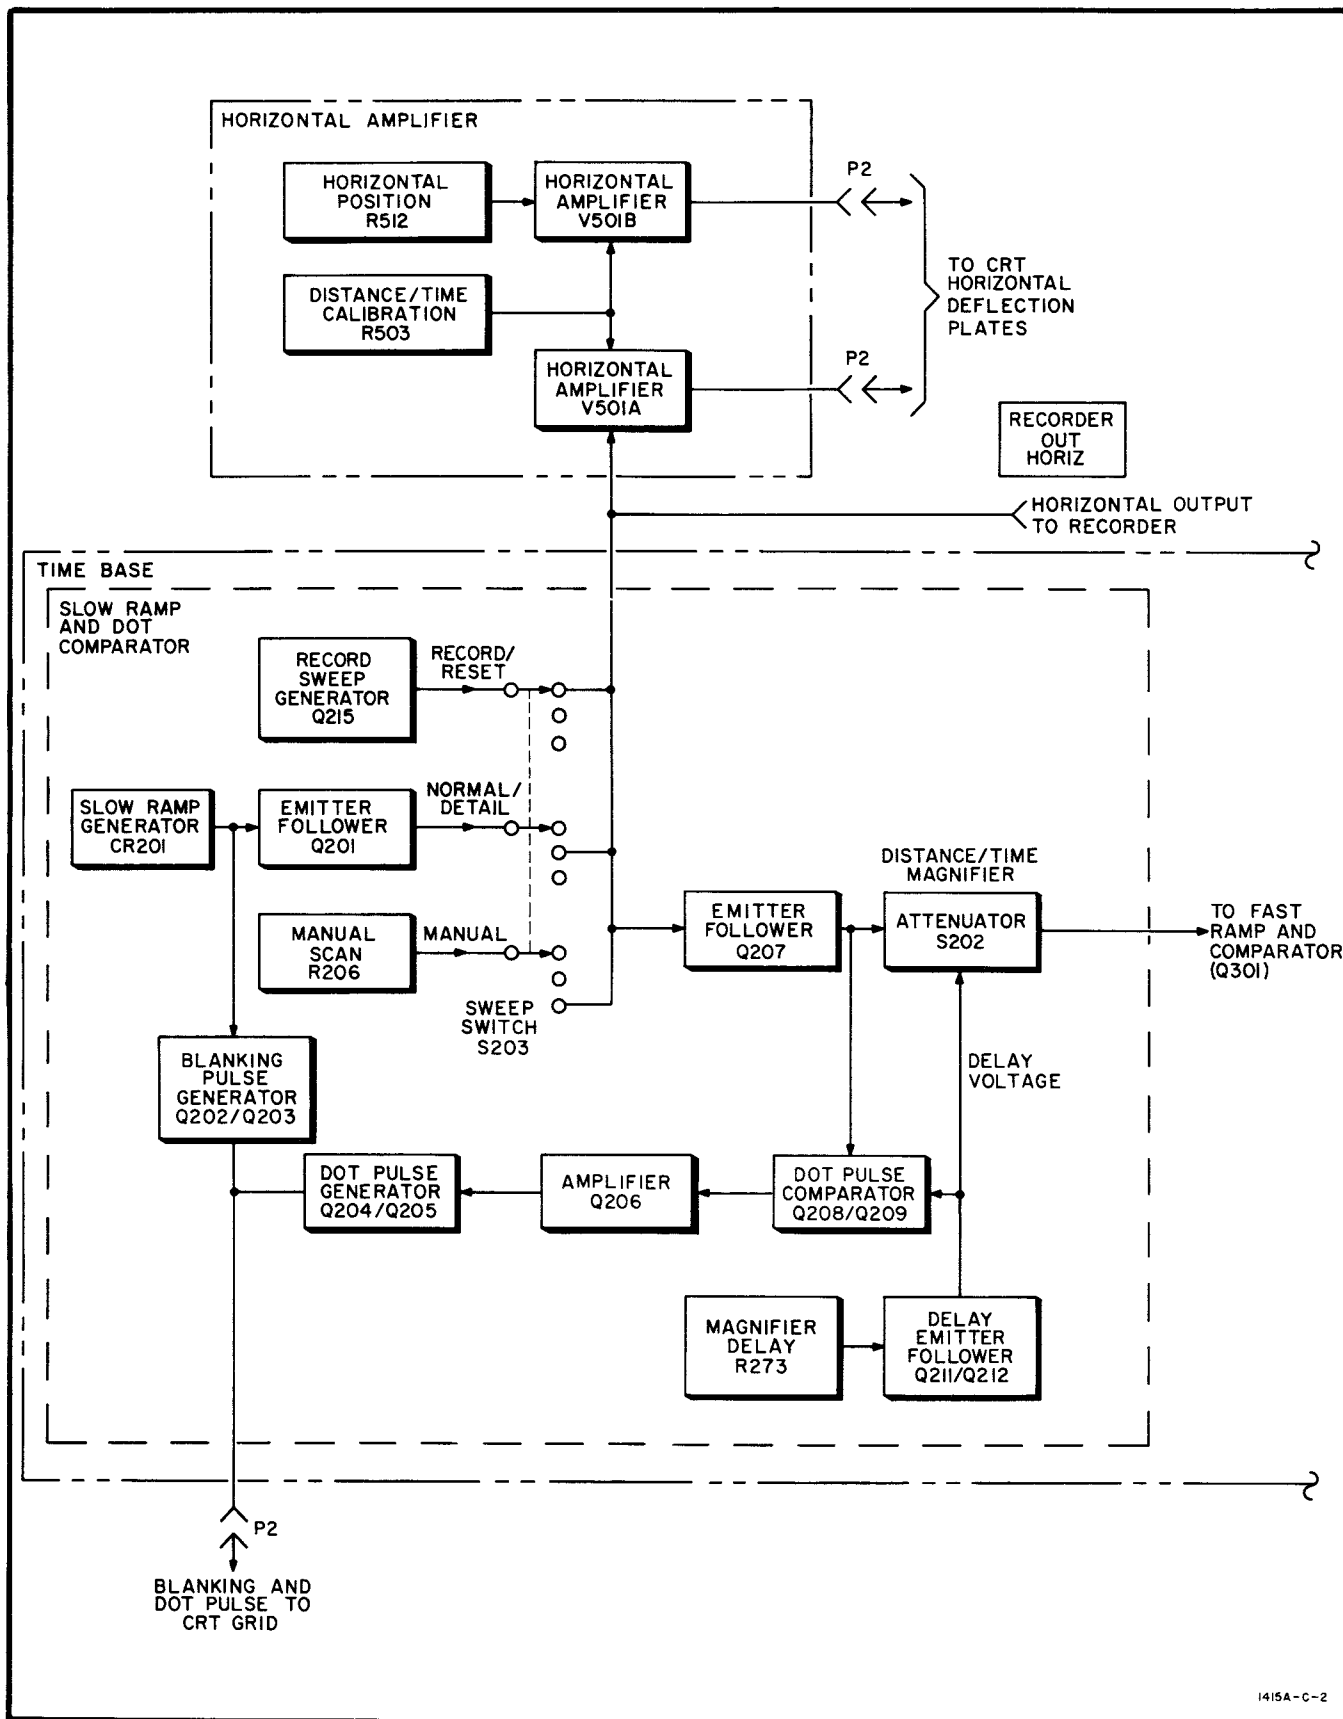 HORIZONTAL AMPLIFIER
HORIZONTAL
POSITION
R512
HORIZONTAL
AMPLIFIER
V501B
P2
DISTANCE/TIME
CALIBRATION
R503
TO CRT
HORIZONTAL
DEFLECTION
PLATES
HORIZONTAL
AMPLIFIER
V501A
P2
RECORDER
OUT
HORIZ
HORIZONTAL OUTPUT
TO RECORDER
TIME BASE
SLOW RAMP
AND DOT
COMPARATOR
RECORD
SWEEP
GENERATOR
Q215
RECORD/
RESET
SLOW RAMP
GENERATOR
CR201
EMITTER
FOLLOWER
Q201
NORMAL/
DETAIL
MANUAL
SCAN
R206
MANUAL
SWEEP
SWITCH
S203
EMITTER
FOLLOWER
Q207
DISTANCE/TIME
MAGNIFIER
ATTENUATOR
S202
TO FAST
RAMP AND
COMPARATOR
(Q301)
BLANKING
PULSE
GENERATOR
Q202/Q203
DELAY
VOLTAGE
DOT PULSE
GENERATOR
Q204/Q205
AMPLIFIER
Q206
DOT PULSE
COMPARATOR
Q208/Q209
MAGNIFIER
DELAY
R273
DELAY
EMITTER
FOLLOWER
Q211/Q212
P2
BLANKING AND
DOT PULSE TO
CRT GRID
1415A-C-2